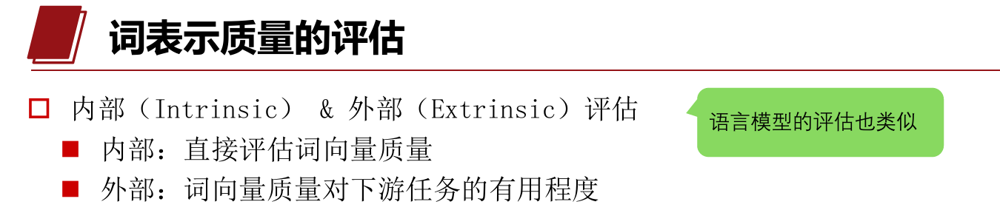 词表示质量的评估
内部（Intrinsic） & 外部（Extrinsic）评估
语言模型的评估也类似
内部：直接评估词向量质量
外部：词向量质量对下游任务的有用程度